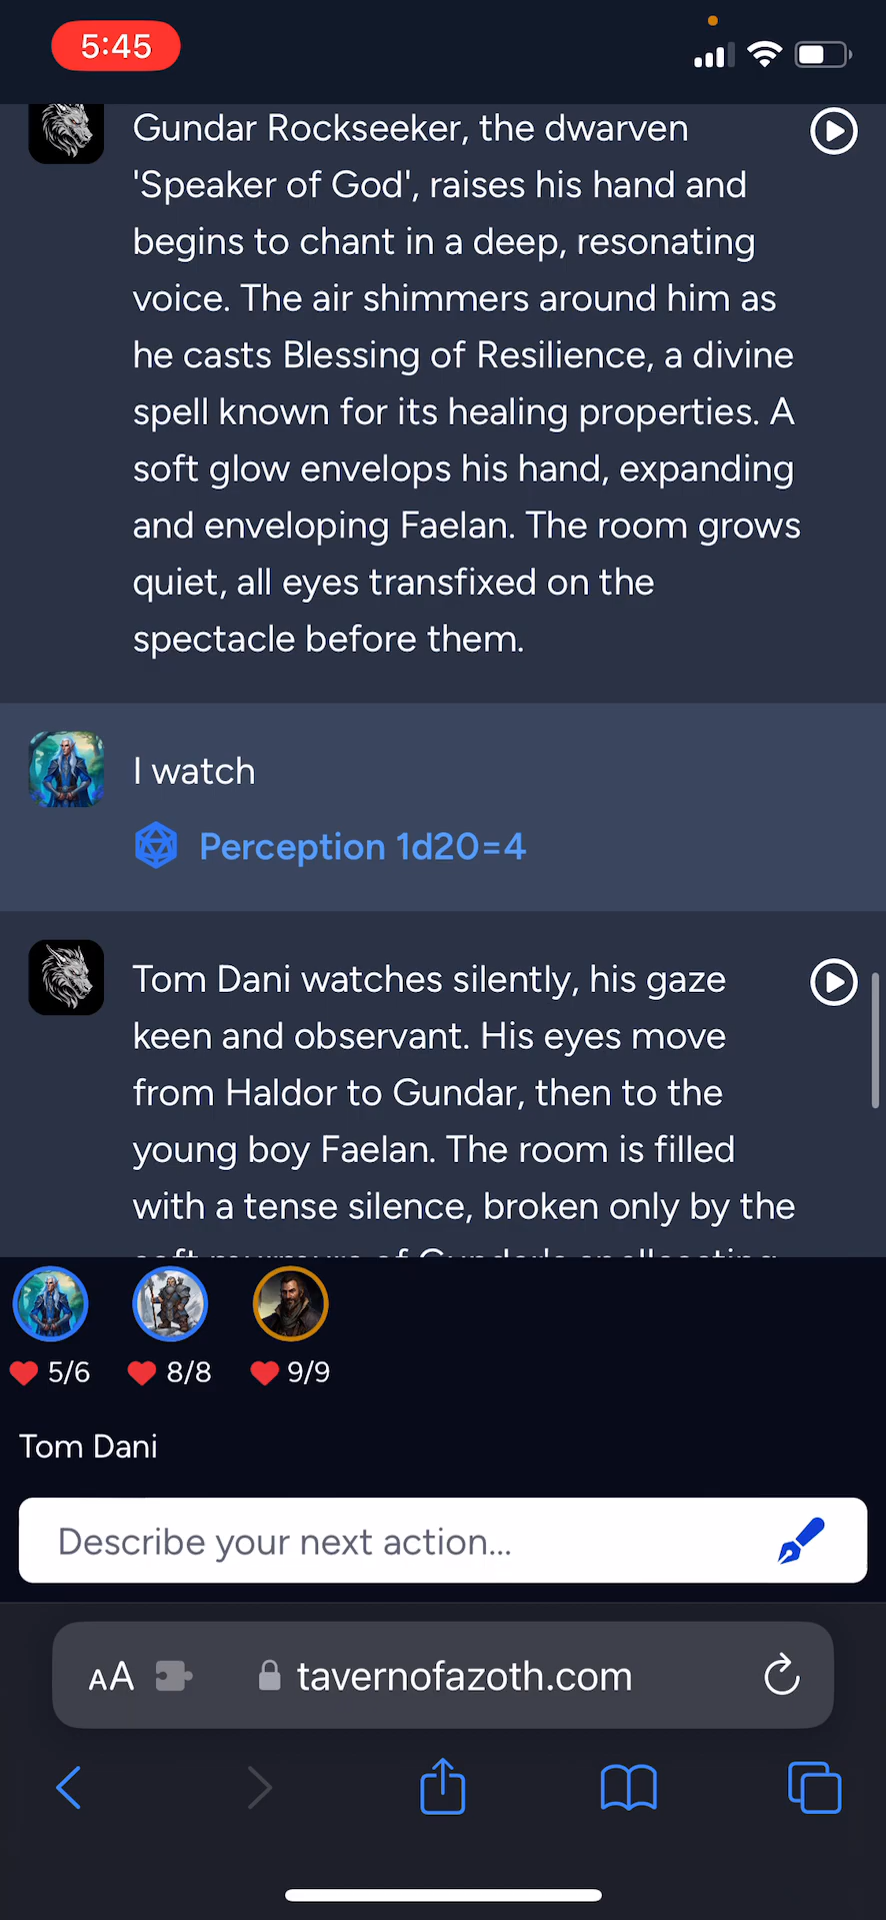 5:45
Gundar Rockseeker, the dwarven
'Speaker of God', raises his hand and
begins to chant in a deep, resonating
voice. The air shimmers around him as
he casts Blessing of Resilience, a divine
spell known for its healing properties. A
soft glow envelops his hand, expanding
and enveloping Faelan. The room grows
quiet, all eyes transfixed on the
spectacle before them.
I watch
Perception 1d20=4
Tom Dani watches silently, his gaze
keen and observant. His eyes move
from Haldor to Gundar, then to the
young boy Faelan. The room is filled
with a tense silence, broken only by the
soft murmurs of Gundar's spellcasting
5/6 8/8 9/9
Tom Dani
Describe your next action...
AA tavernofazoth.com